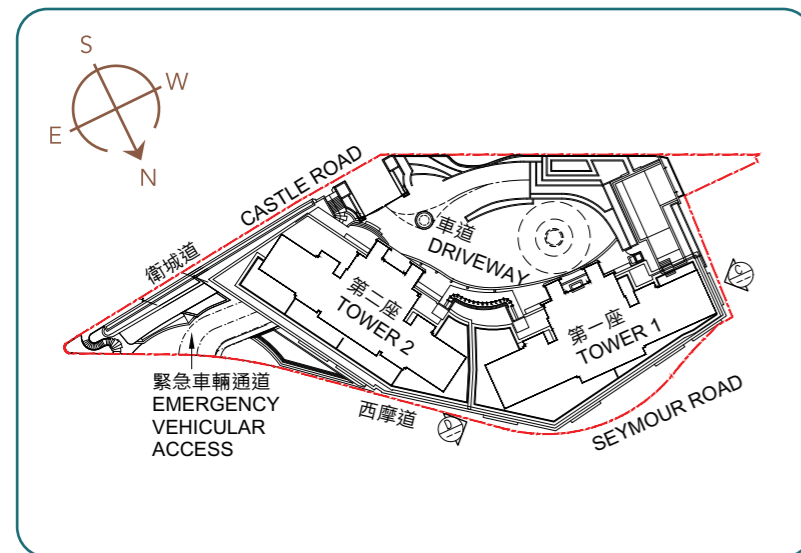 S
W
E
N
CASTLE ROAD
衛城道
車道
DRIVEWAY
第二座
TOWER 2
第一座
TOWER 1
緊急車輛通道
EMERGENCY
VEHICULAR
ACCESS
西摩道
SEYMOUR ROAD